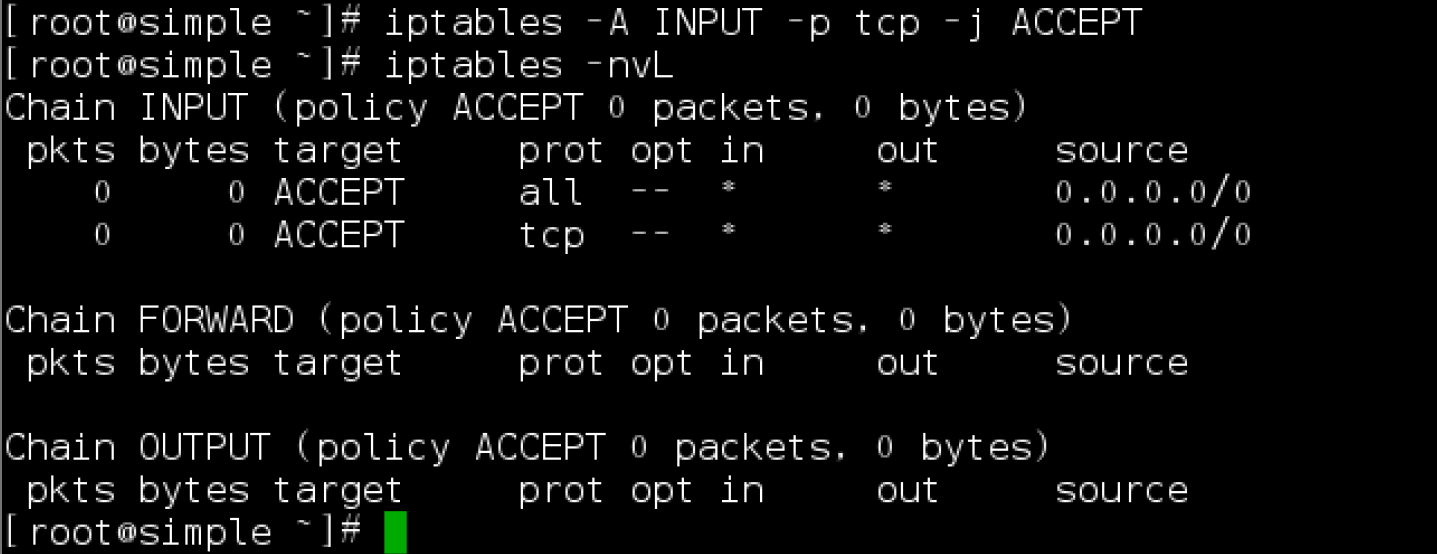 [root@simple ~]# iptables -A INPUT -p tcp -j ACCEPT
[root@simple ~]# iptables -nvL
Chain INPUT (policy ACCEPT 0 packets, 0 bytes)
 pkts bytes target     prot opt in     out     source
    0     0 ACCEPT     all  --  *      *       0.0.0.0/0
    0     0 ACCEPT     tcp  --  *      *       0.0.0.0/0

Chain FORWARD (policy ACCEPT 0 packets, 0 bytes)
 pkts bytes target     prot opt in     out     source

Chain OUTPUT (policy ACCEPT 0 packets, 0 bytes)
 pkts bytes target     prot opt in     out     source
[root@simple ~]#